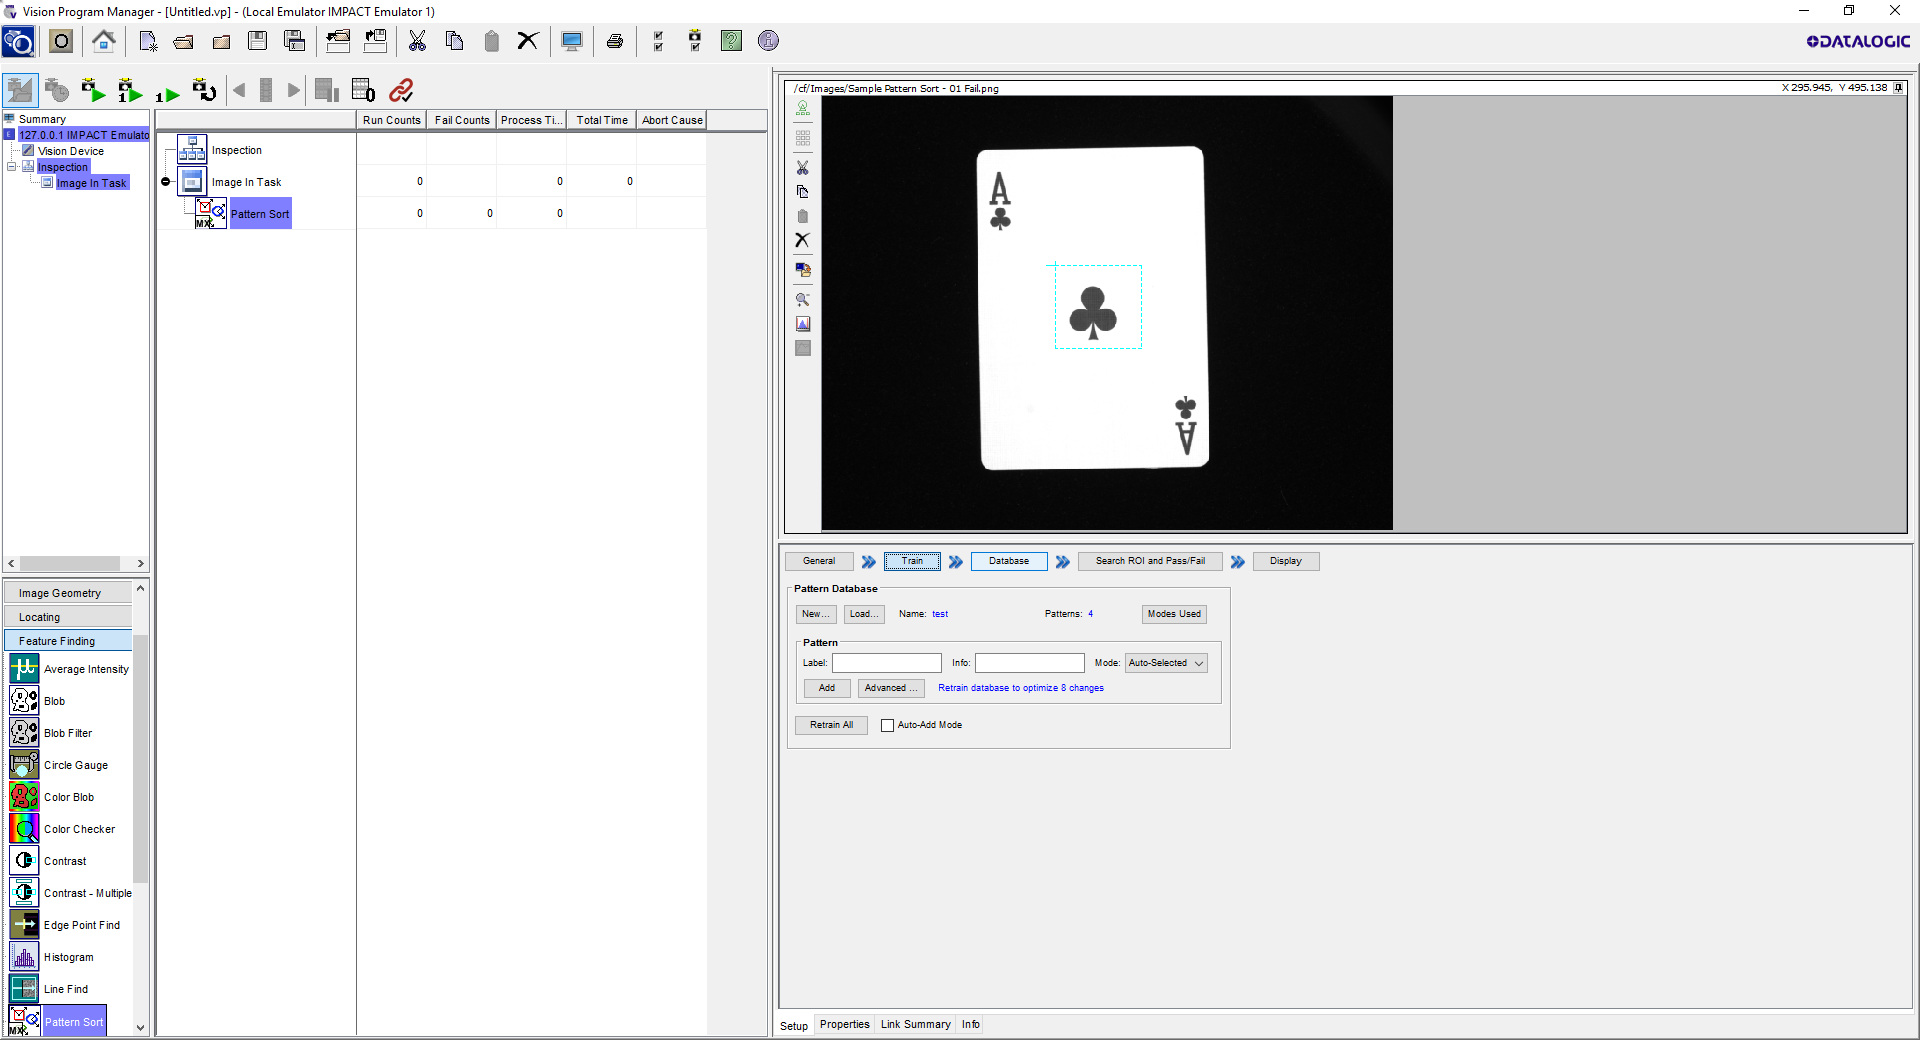 Vision Program Manager - [Untitled.vp] - (Local Emulator IMPACT Emulator 1)
DATALOGIC
Summary
127.0.0.1 IMPACT Emulato
Vision Device
Inspection
Image In Task
Run Counts Fail Counts Process Ti... Total Time Abort Cause
Inspection
Image In Task 0 0 0
Pattern Sort 0 0 0
MX
/cf/Images/Sample Pattern Sort - 01 Fail.png X 295.945, Y 495.138
A
A
General Train Database Search ROI and Pass/Fail Display
Pattern Database
New... Load... Name: test Patterns: 4 Modes Used
Pattern
Label: Info: Mode: Auto-Selected
Add Advanced ... Retrain database to optimize 8 changes
Retrain All Auto-Add Mode
Image Geometry
Locating
Feature Finding
Average Intensity
Blob
Blob Filter
Circle Gauge
Color Blob
Color Checker
Contrast
Contrast - Multiple
Edge Point Find
Histogram
Line Find
Pattern Sort
MX
Setup Properties Link Summary Info